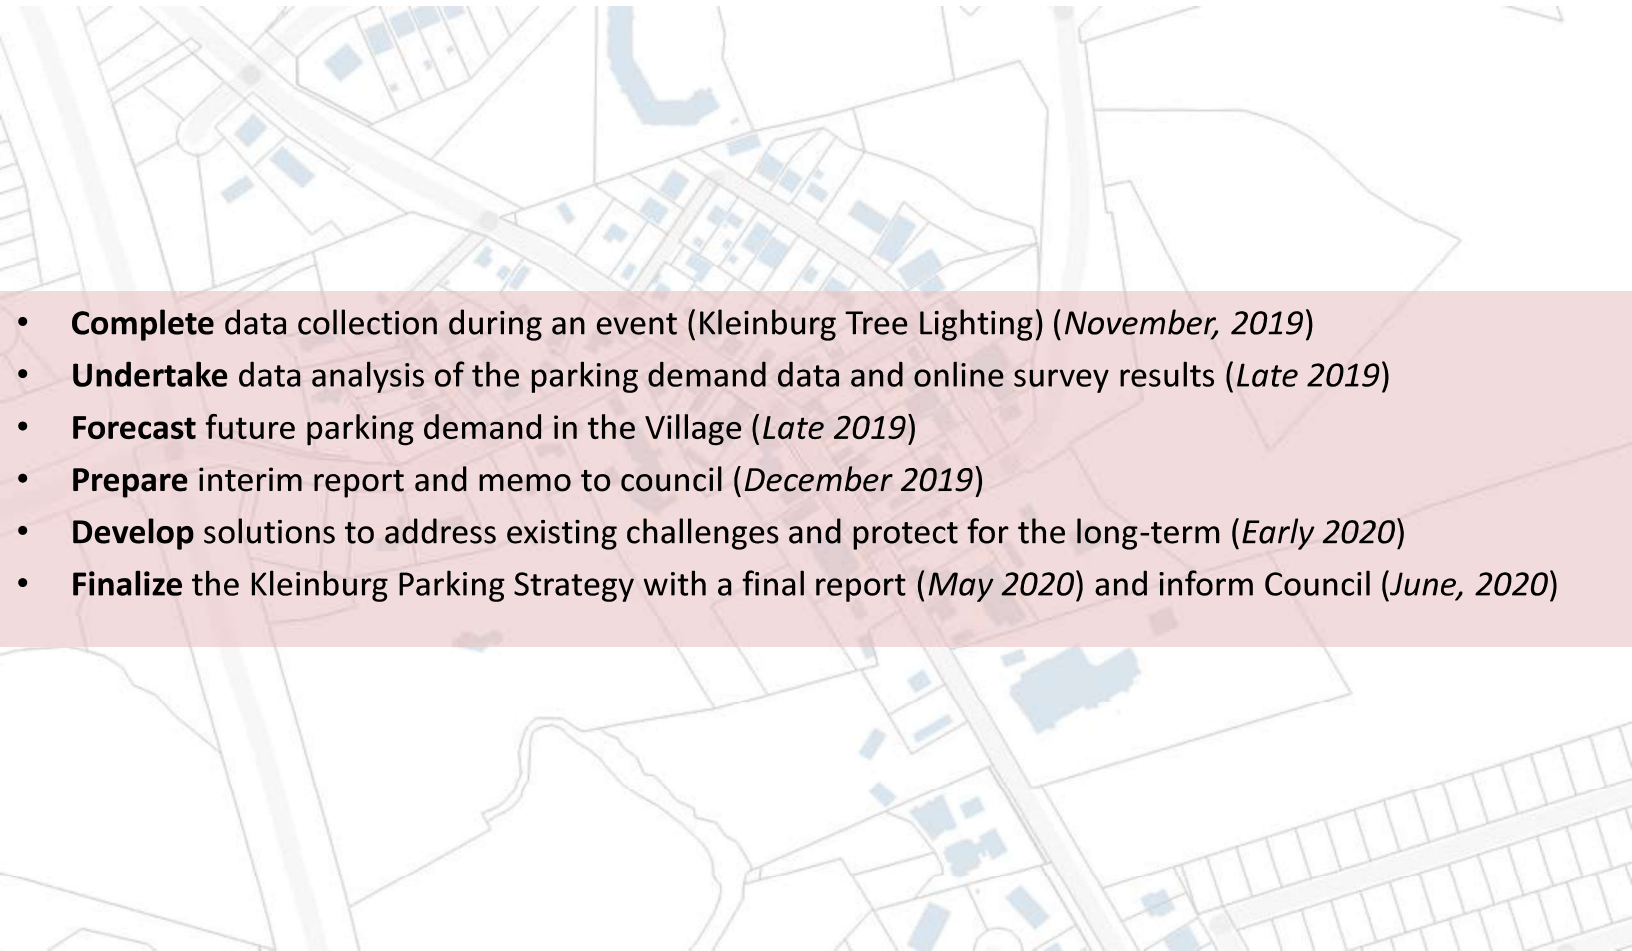 • Complete data collection during an event (Kleinburg Tree Lighting) (November, 2019)
• Undertake data analysis of the parking demand data and online survey results (Late 2019)
• Forecast future parking demand in the Village (Late 2019)
• Prepare interim report and memo to council (December 2019)
• Develop solutions to address existing challenges and protect for the long-term (Early 2020)
• Finalize the Kleinburg Parking Strategy with a final report (May 2020) and inform Council (June, 2020)